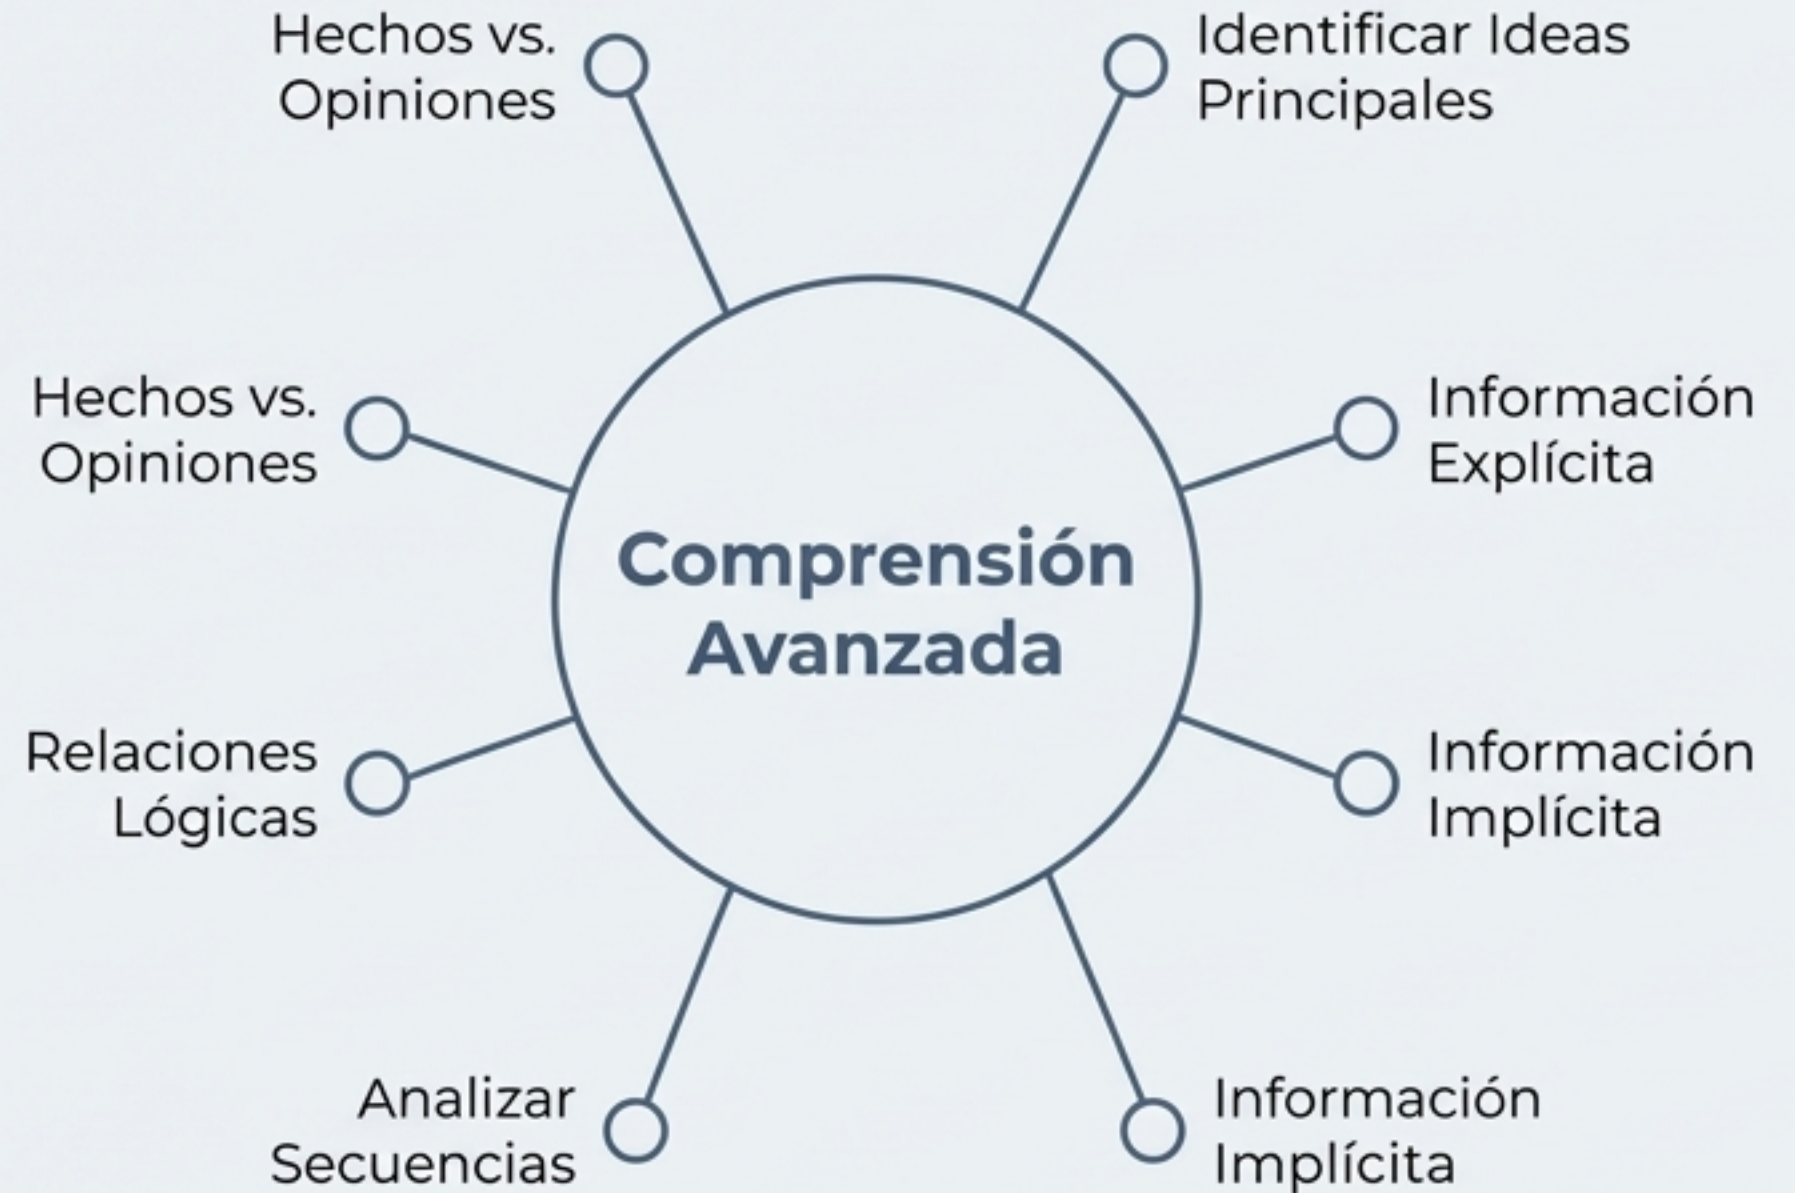 Hechos vs.
Opiniones
Identificar Ideas
Principales
Hechos vs.
Opiniones
Información
Explícita
Comprensión
Avanzada
Relaciones
Lógicas
Información
Implícita
Analizar
Secuencias
Información
Implícita